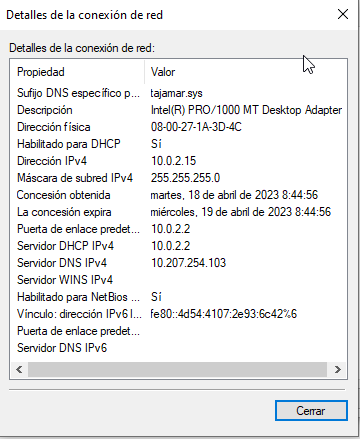 Detalles de la conexión de red
Detalles de la conexión de red:
Propiedad Valor
Sufijo DNS específico p... tajamar.sys
Descripción Intel(R) PRO/1000 MT Desktop Adapter
Dirección física 08-00-27-1A-3D-4C
Habilitado para DHCP Sí
Dirección IPv4 10.0.2.15
Máscara de subred IPv4 255.255.255.0
Concesión obtenida martes, 18 de abril de 2023 8:44:56
La concesión expira miércoles, 19 de abril de 2023 8:44:56
Puerta de enlace predet... 10.0.2.2
Servidor DHCP IPv4 10.0.2.2
Servidor DNS IPv4 10.207.254.103
Servidor WINS IPv4
Habilitado para NetBios ... Sí
Vínculo: dirección IPv6 l... fe80::4d54:4107:2e93:6c42%6
Puerta de enlace predet...
Servidor DNS IPv6
Cerrar